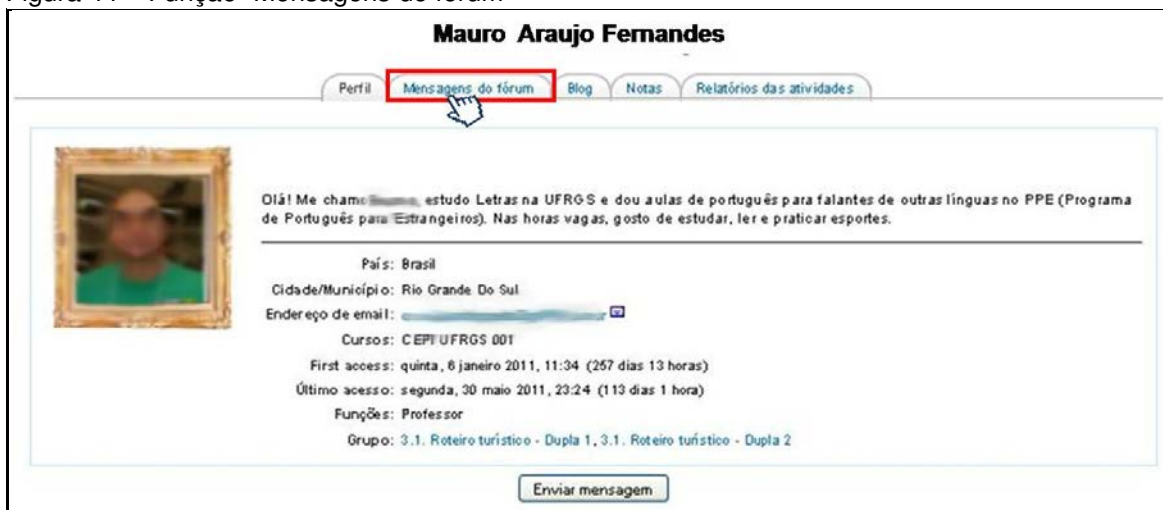 Mauro Araujo Fernandes
Perfil Mensagens do fórum Blog Notas Relatórios das atividades
Olá! Me chamo estudo Letras na UFRGS e dou aulas de português para falantes de outras línguas no PPE (Programa
de Português para Estrangeiros). Nas horas vagas, gosto de estudar, ler e praticar esportes.
País: Brasil
Cidade/Município: Rio Grande Do Sul
Endereço de email:
Cursos: CEPI UFRGS 001
First access: quinta, 6 janeiro 2011, 11:34 (257 dias 13 horas)
Último acesso: segunda, 30 maio 2011, 23:24 (113 dias 1 hora)
Funções: Professor
Grupo: 3.1. Roteiro turístico - Dupla 1, 3.1. Roteiro turístico - Dupla 2
Enviar mensagem